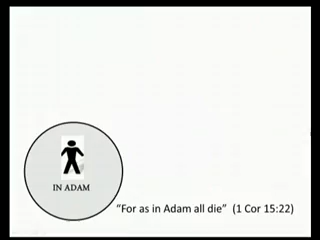 IN ADAM
“For as in Adam all die” (1 Cor 15:22)